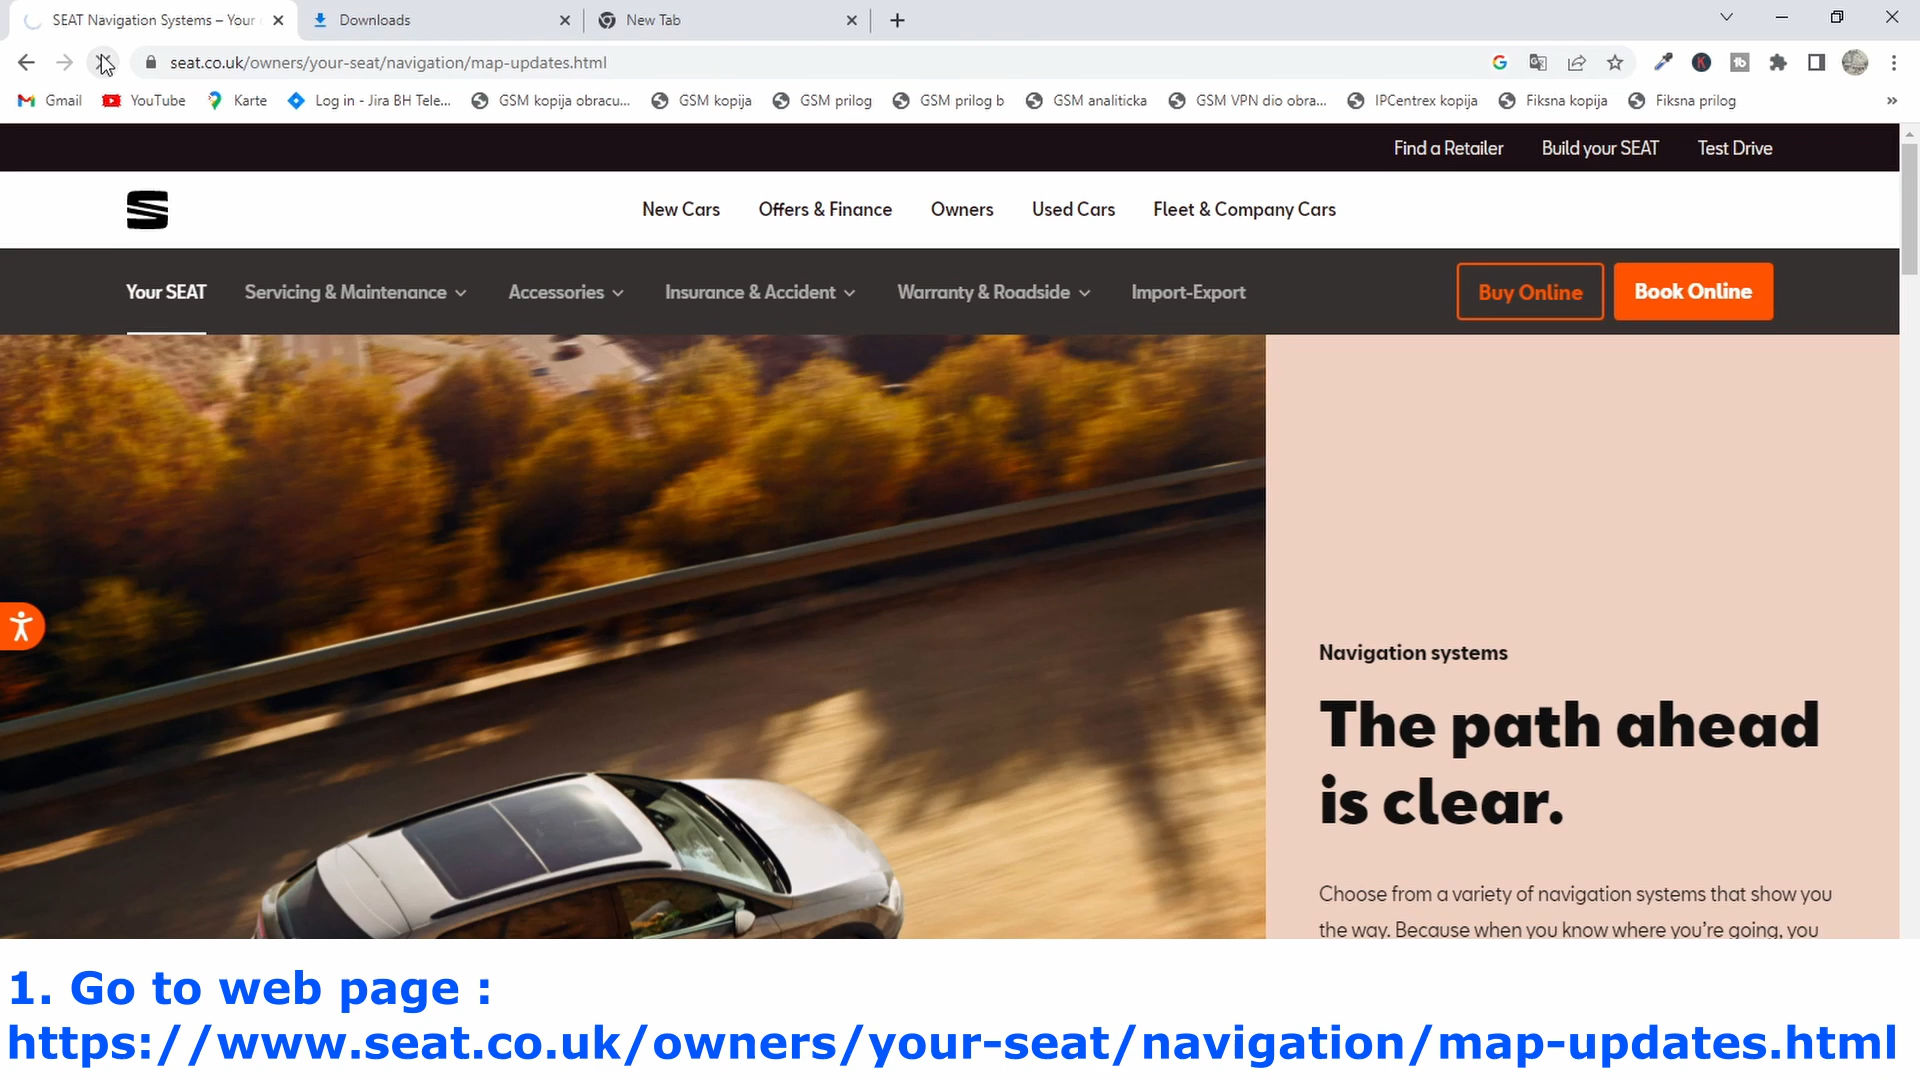 SEAT Navigation Systems – Your
Downloads
New Tab
seat.co.uk/owners/your-seat/navigation/map-updates.html
Gmail
YouTube
Karte
Log in - Jira BH Tele...
GSM kopija obracu...
GSM kopija
GSM prilog
GSM prilog b
GSM analiticka
GSM VPN dio obra...
IPCentrex kopija
Fiksna kopija
Fiksna prilog
Find a Retailer
Build your SEAT
Test Drive
New Cars
Offers & Finance
Owners
Used Cars
Fleet & Company Cars
Your SEAT
Servicing & Maintenance
Accessories
Insurance & Accident
Warranty & Roadside
Import-Export
Buy Online
Book Online
Navigation systems
The path ahead
is clear.
Choose from a variety of navigation systems that show you
the way. Because when you know where you're going, you
1. Go to web page :
https://www.seat.co.uk/owners/your-seat/navigation/map-updates.html